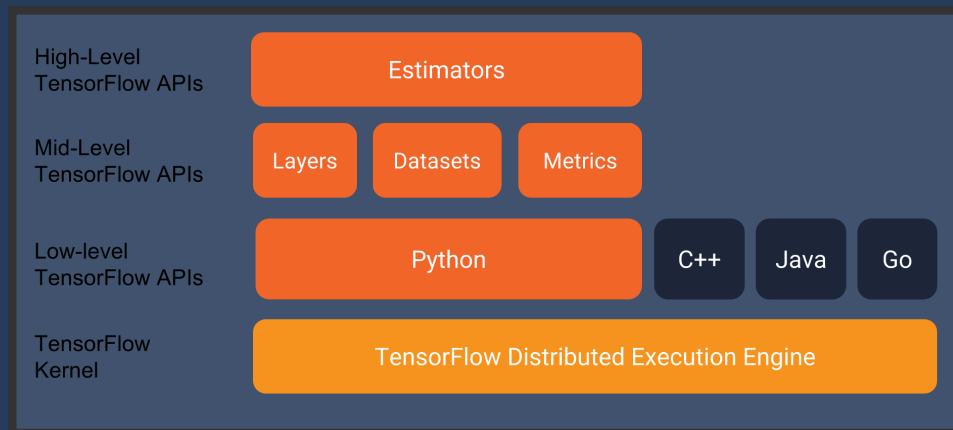 High-Level
TensorFlow APIs
Estimators
Mid-Level
TensorFlow APIs
Layers
Datasets
Metrics
Low-level
TensorFlow APIs
Python
C++
Java
Go
TensorFlow
Kernel
TensorFlow Distributed Execution Engine